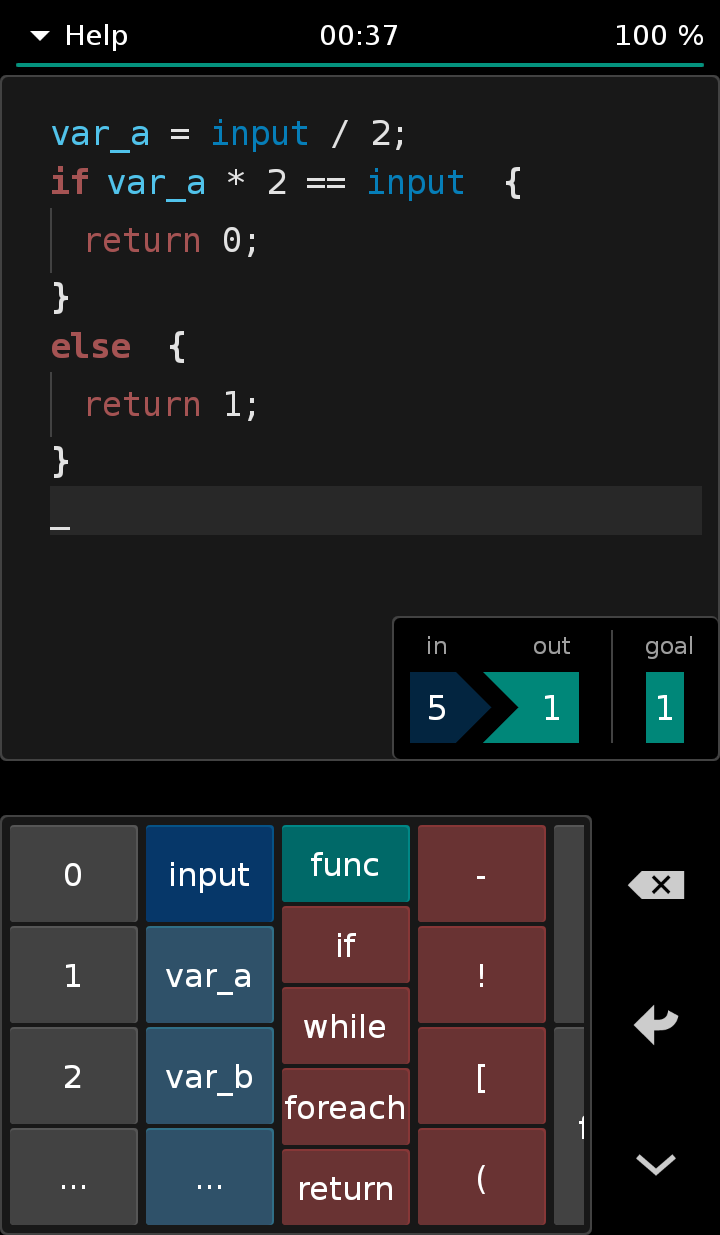 Help 00:37 100 %
var_a = input / 2;
if var_a * 2 == input {
return 0;
}
else {
return 1;
}
_
in out goal
5 1 1
0 input func -
1 var_a if !
2 var_b while [
... ... foreach (
return